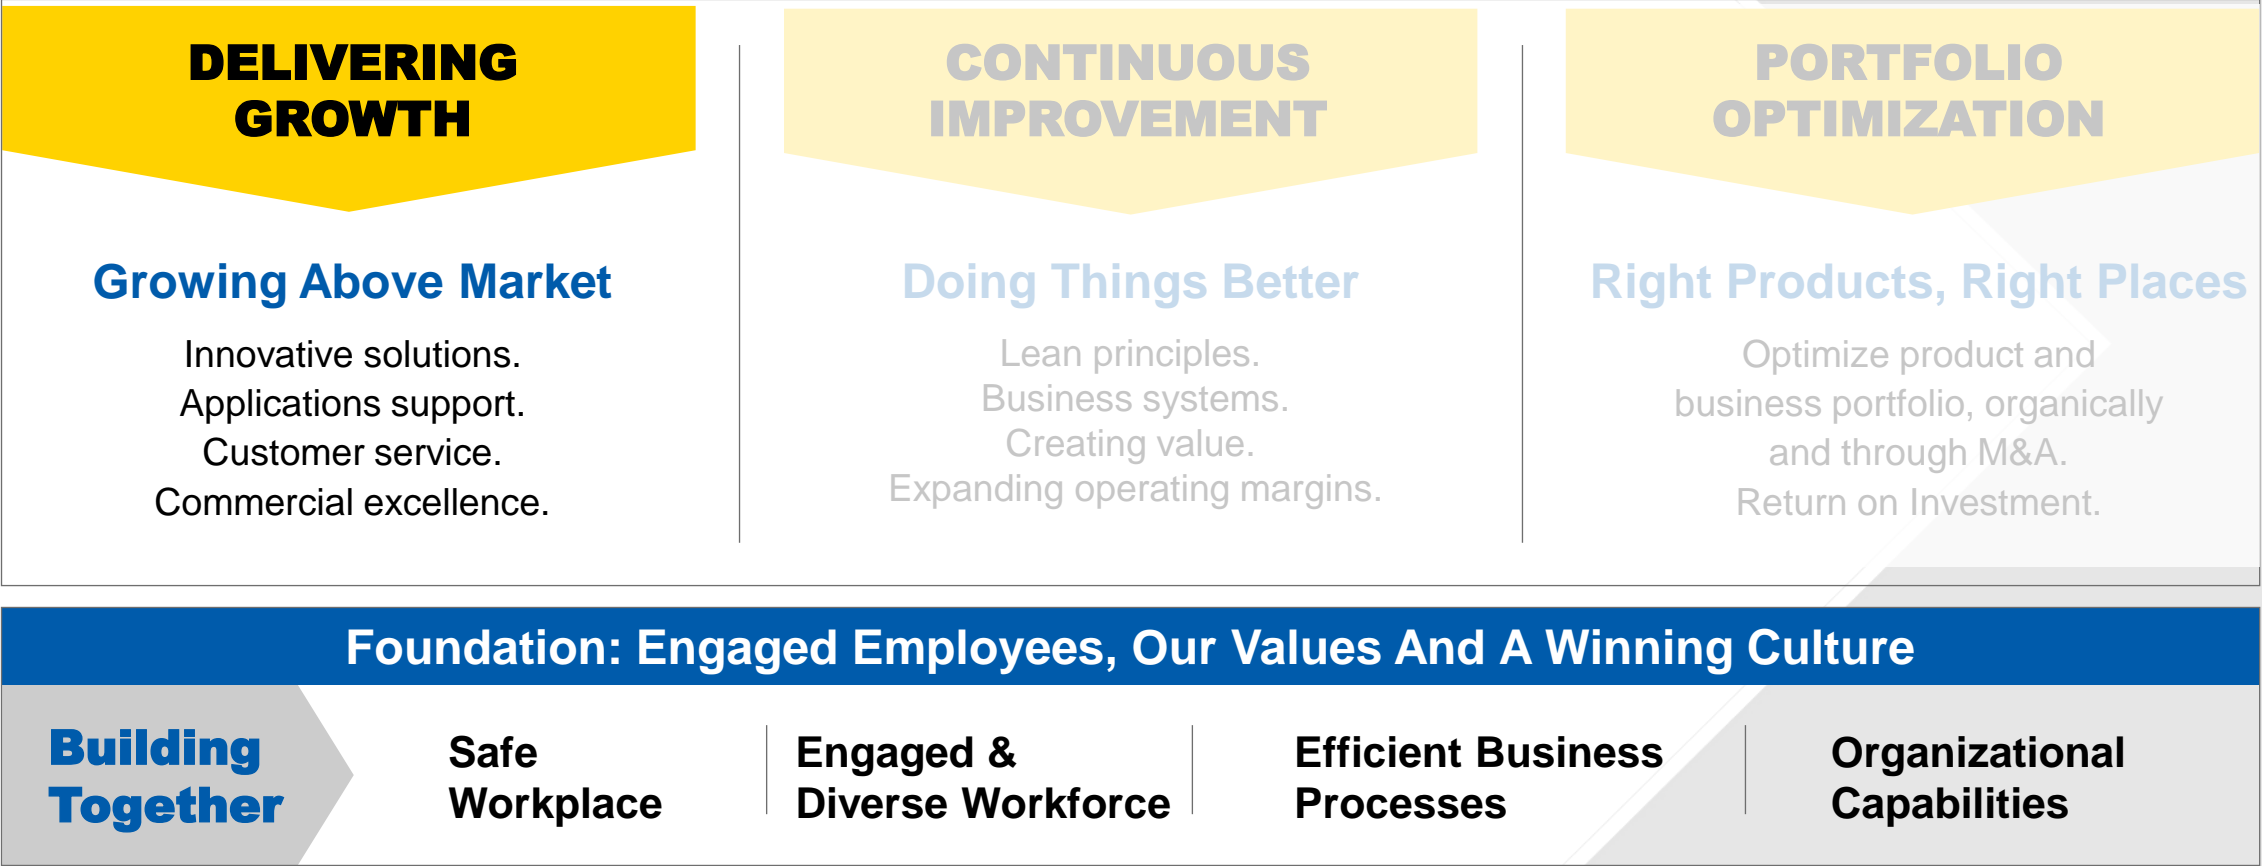 DELIVERING
GROWTH
Growing Above Market
Innovative solutions.
Applications support.
Customer service.
Commercial excellence.
CONTINUOUS
IMPROVEMENT
Doing Things Better
Lean principles.
Business systems.
Creating value.
Expanding operating margins.
PORTFOLIO
OPTIMIZATION
Right Products, Right Places
Optimize product and
business portfolio, organically
and through M&A.
Return on Investment.
Foundation: Engaged Employees, Our Values And A Winning Culture
Building
Together
Safe
Workplace
Engaged &
Diverse Workforce
Efficient Business
Processes
Organizational
Capabilities